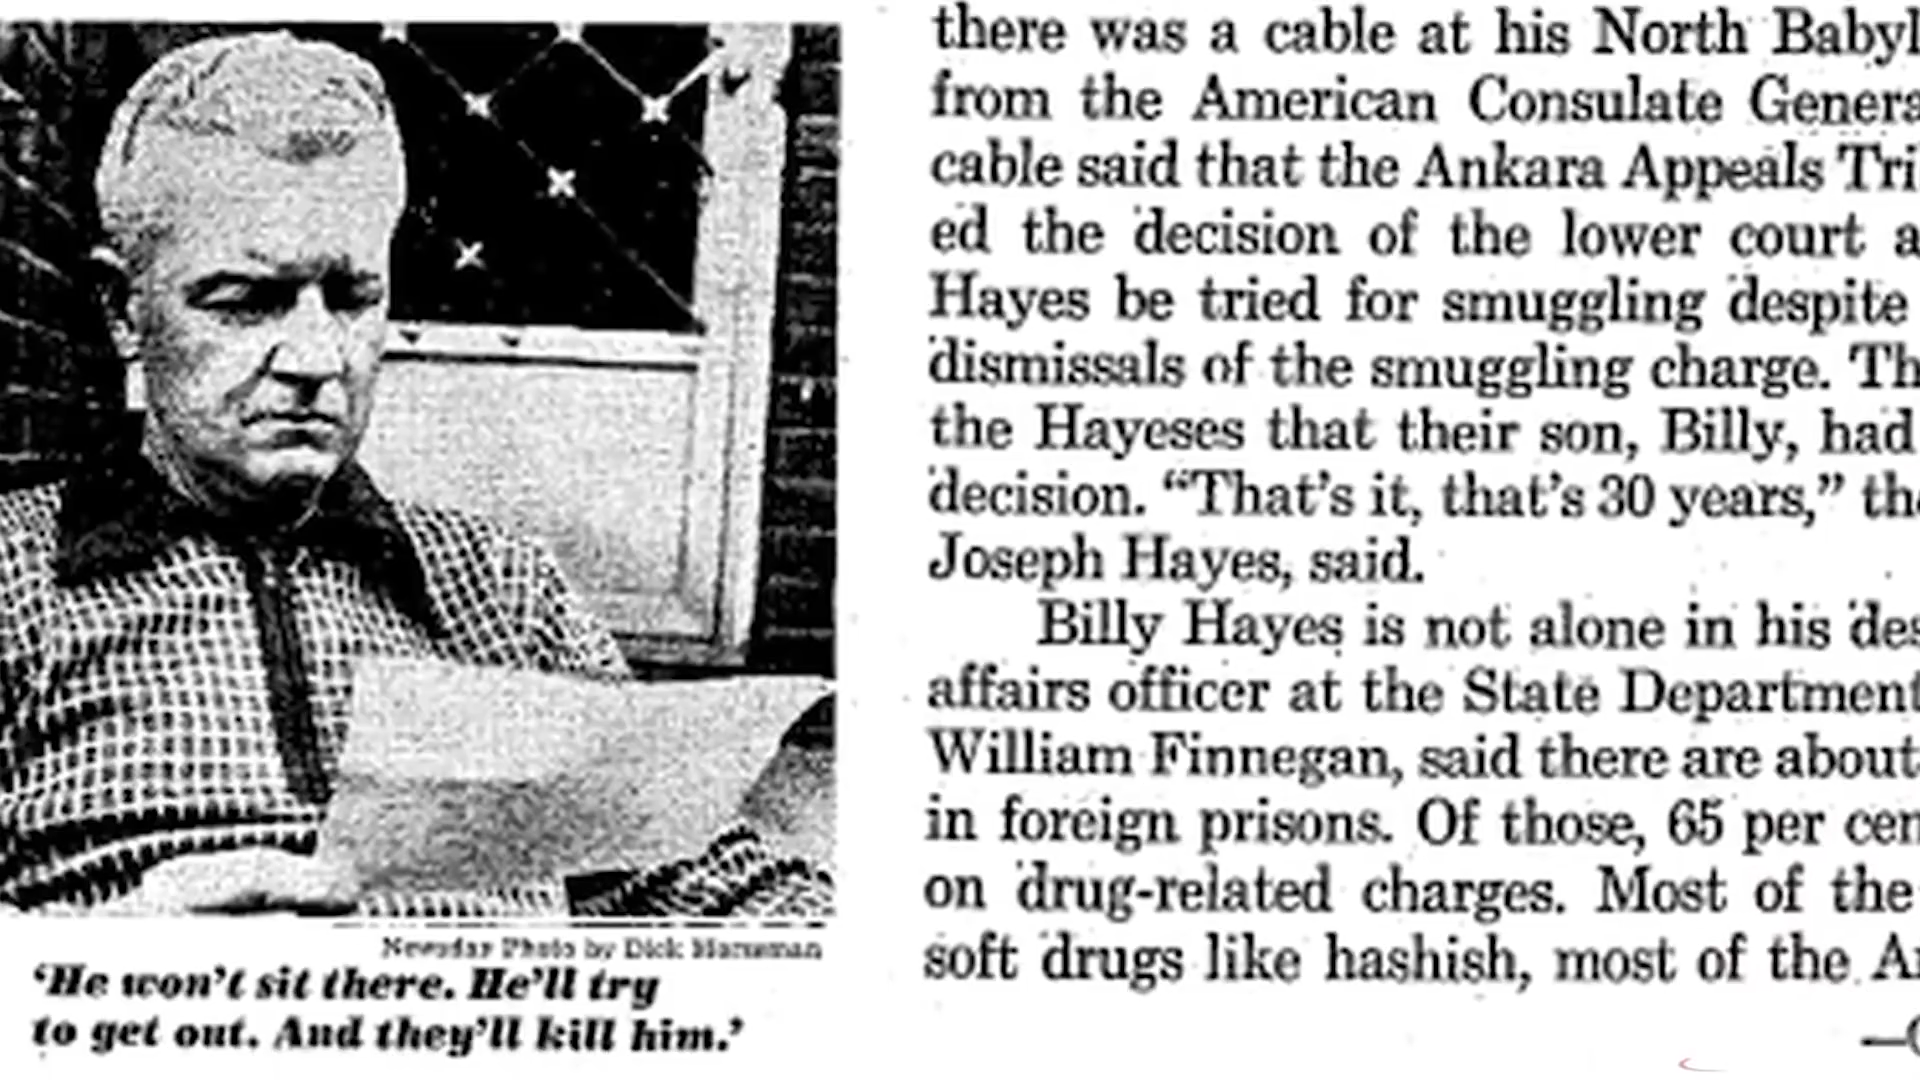 Newsday Photo by Dick
'He won't sit there. He'll try
to get out. And they'll kill him.'
there was a cable at his North Babyl
from the American Consulate Genera
cable said that the Ankara Appeals Tri
ed the decision of the lower court a
Hayes be tried for smuggling despite
dismissals of the smuggling charge. Th
the Hayeses that their son, Billy, had
decision. “That's it, that's 30 years,” the
Joseph Hayes, said.
Billy Hayes is not alone in his des
affairs officer at the State Department
William Finnegan, said there are about
in foreign prisons. Of those, 65 per cen
on drug-related charges. Most of the
soft drugs like hashish, most of the A